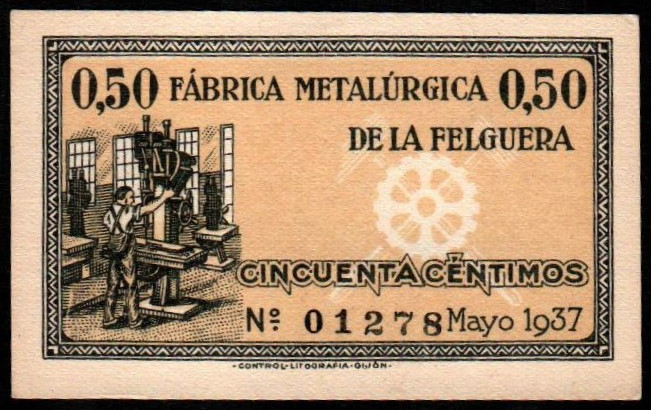 0,50 FÁBRICA METALÚRGICA 0,50
DE LA FELGUERA
CINCUENTA CÉNTIMOS
Nº. 01278 Mayo 1937
-CONTROL-LITOGRAFIA-GIJÓN-